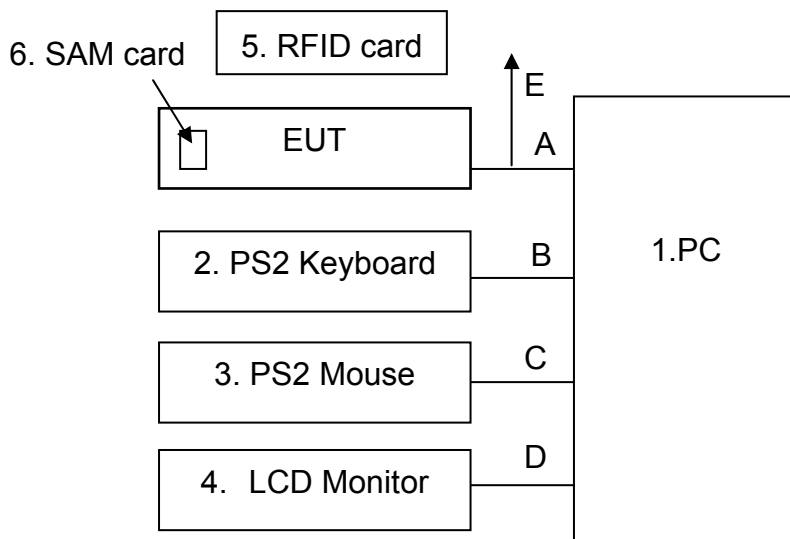 5. RFID card
6. SAM card
E
EUT
A
2. PS2 Keyboard
B
1.PC
3. PS2 Mouse
C
4. LCD Monitor
D